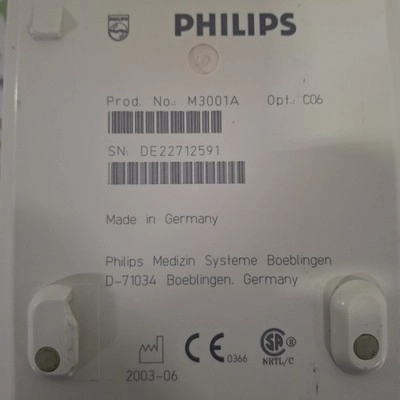 PHILIPS
Prod. No.: M3001A Opt.: C06
SN: DE22712591
Made in Germany
Philips Medizin Systeme Boeblingen
D-71034 Boeblingen, Germany
CE 0366
SA NRTL/C
2003-06